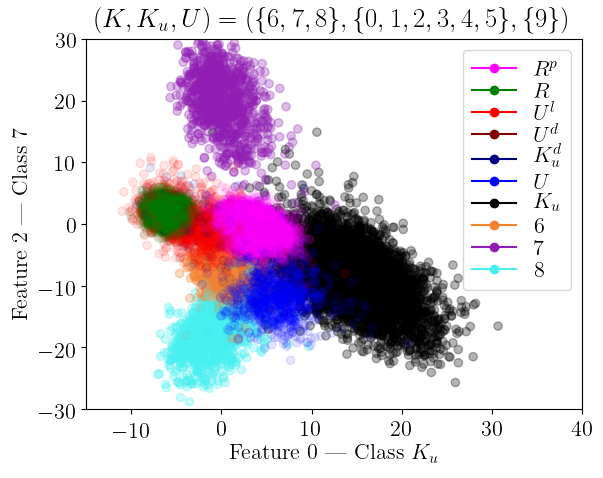 (K, K_u, U) = ({6, 7, 8}, {0, 1, 2, 3, 4, 5}, {9})
30
20
10
0
−10
−20
−30
Feature 2 — Class 7
R^p
R
U^l
U^d
K_u^d
U
K_u
6
7
8
−10
0
10
20
30
40
Feature 0 — Class K_u